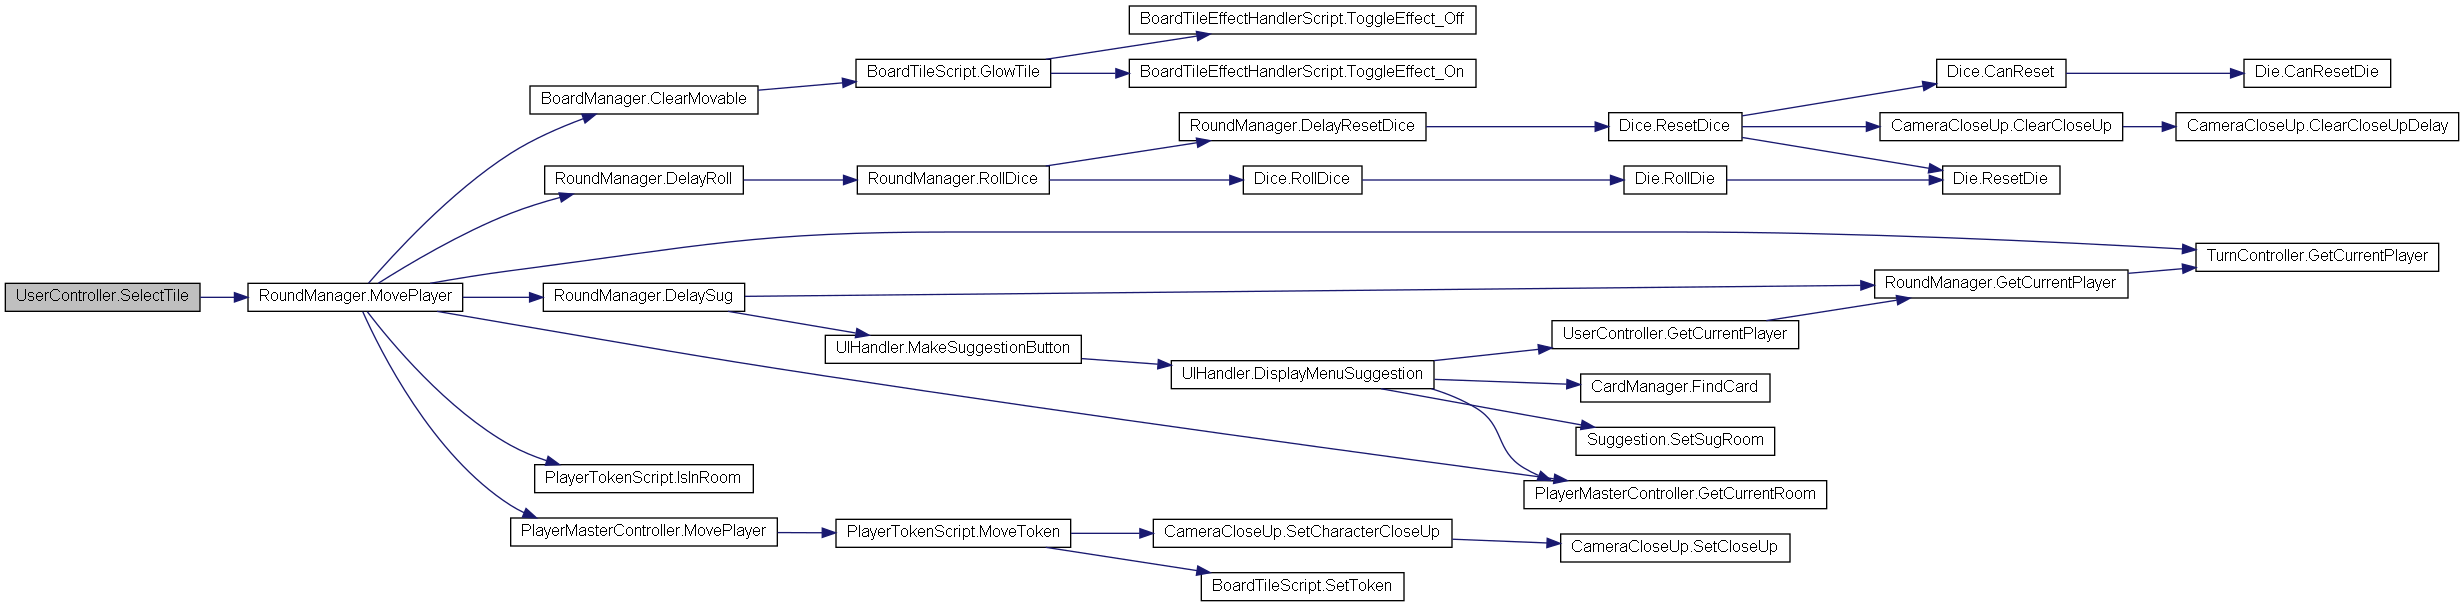 BoardTileEffectHandlerScript.ToggleEffect_Off
BoardTileScript.GlowTile
BoardTileEffectHandlerScript.ToggleEffect_On
Dice.CanReset
Die.CanResetDie
BoardManager.ClearMovable
RoundManager.DelayResetDice
Dice.ResetDice
CameraCloseUp.ClearCloseUp
CameraCloseUp.ClearCloseUpDelay
RoundManager.DelayRoll
RoundManager.RollDice
Dice.RollDice
Die.RollDie
Die.ResetDie
TurnController.GetCurrentPlayer
UserController.SelectTile
RoundManager.MovePlayer
RoundManager.DelaySug
RoundManager.GetCurrentPlayer
UserController.GetCurrentPlayer
UIHandler.MakeSuggestionButton
UIHandler.DisplayMenuSuggestion
CardManager.FindCard
Suggestion.SetSugRoom
PlayerTokenScript.IsInRoom
PlayerMasterController.GetCurrentRoom
PlayerMasterController.MovePlayer
PlayerTokenScript.MoveToken
CameraCloseUp.SetCharacterCloseUp
CameraCloseUp.SetCloseUp
BoardTileScript.SetToken